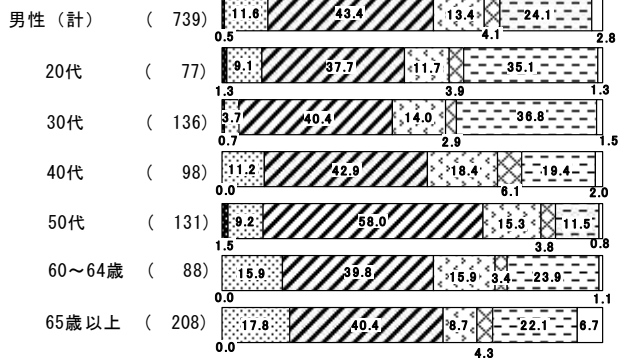 男性（計） （ 739） 11.6 43.4 13.4 24.1
0.5 4.1 2.8
20代 （ 77） 9.1 37.7 11.7 35.1
1.3 3.9 1.3
30代 （ 136） 3.7 40.4 14.0 36.8
0.7 2.9 1.5
40代 （ 98） 11.2 42.9 18.4 19.4
0.0 6.1 2.0
50代 （ 131） 9.2 58.0 15.3 11.5
1.5 3.8 0.8
60～64歳 （ 88） 15.9 39.8 15.9 3.4 23.9
0.0 1.1
65歳以上 （ 208） 17.8 40.4 8.7 22.1 6.7
0.0 4.3